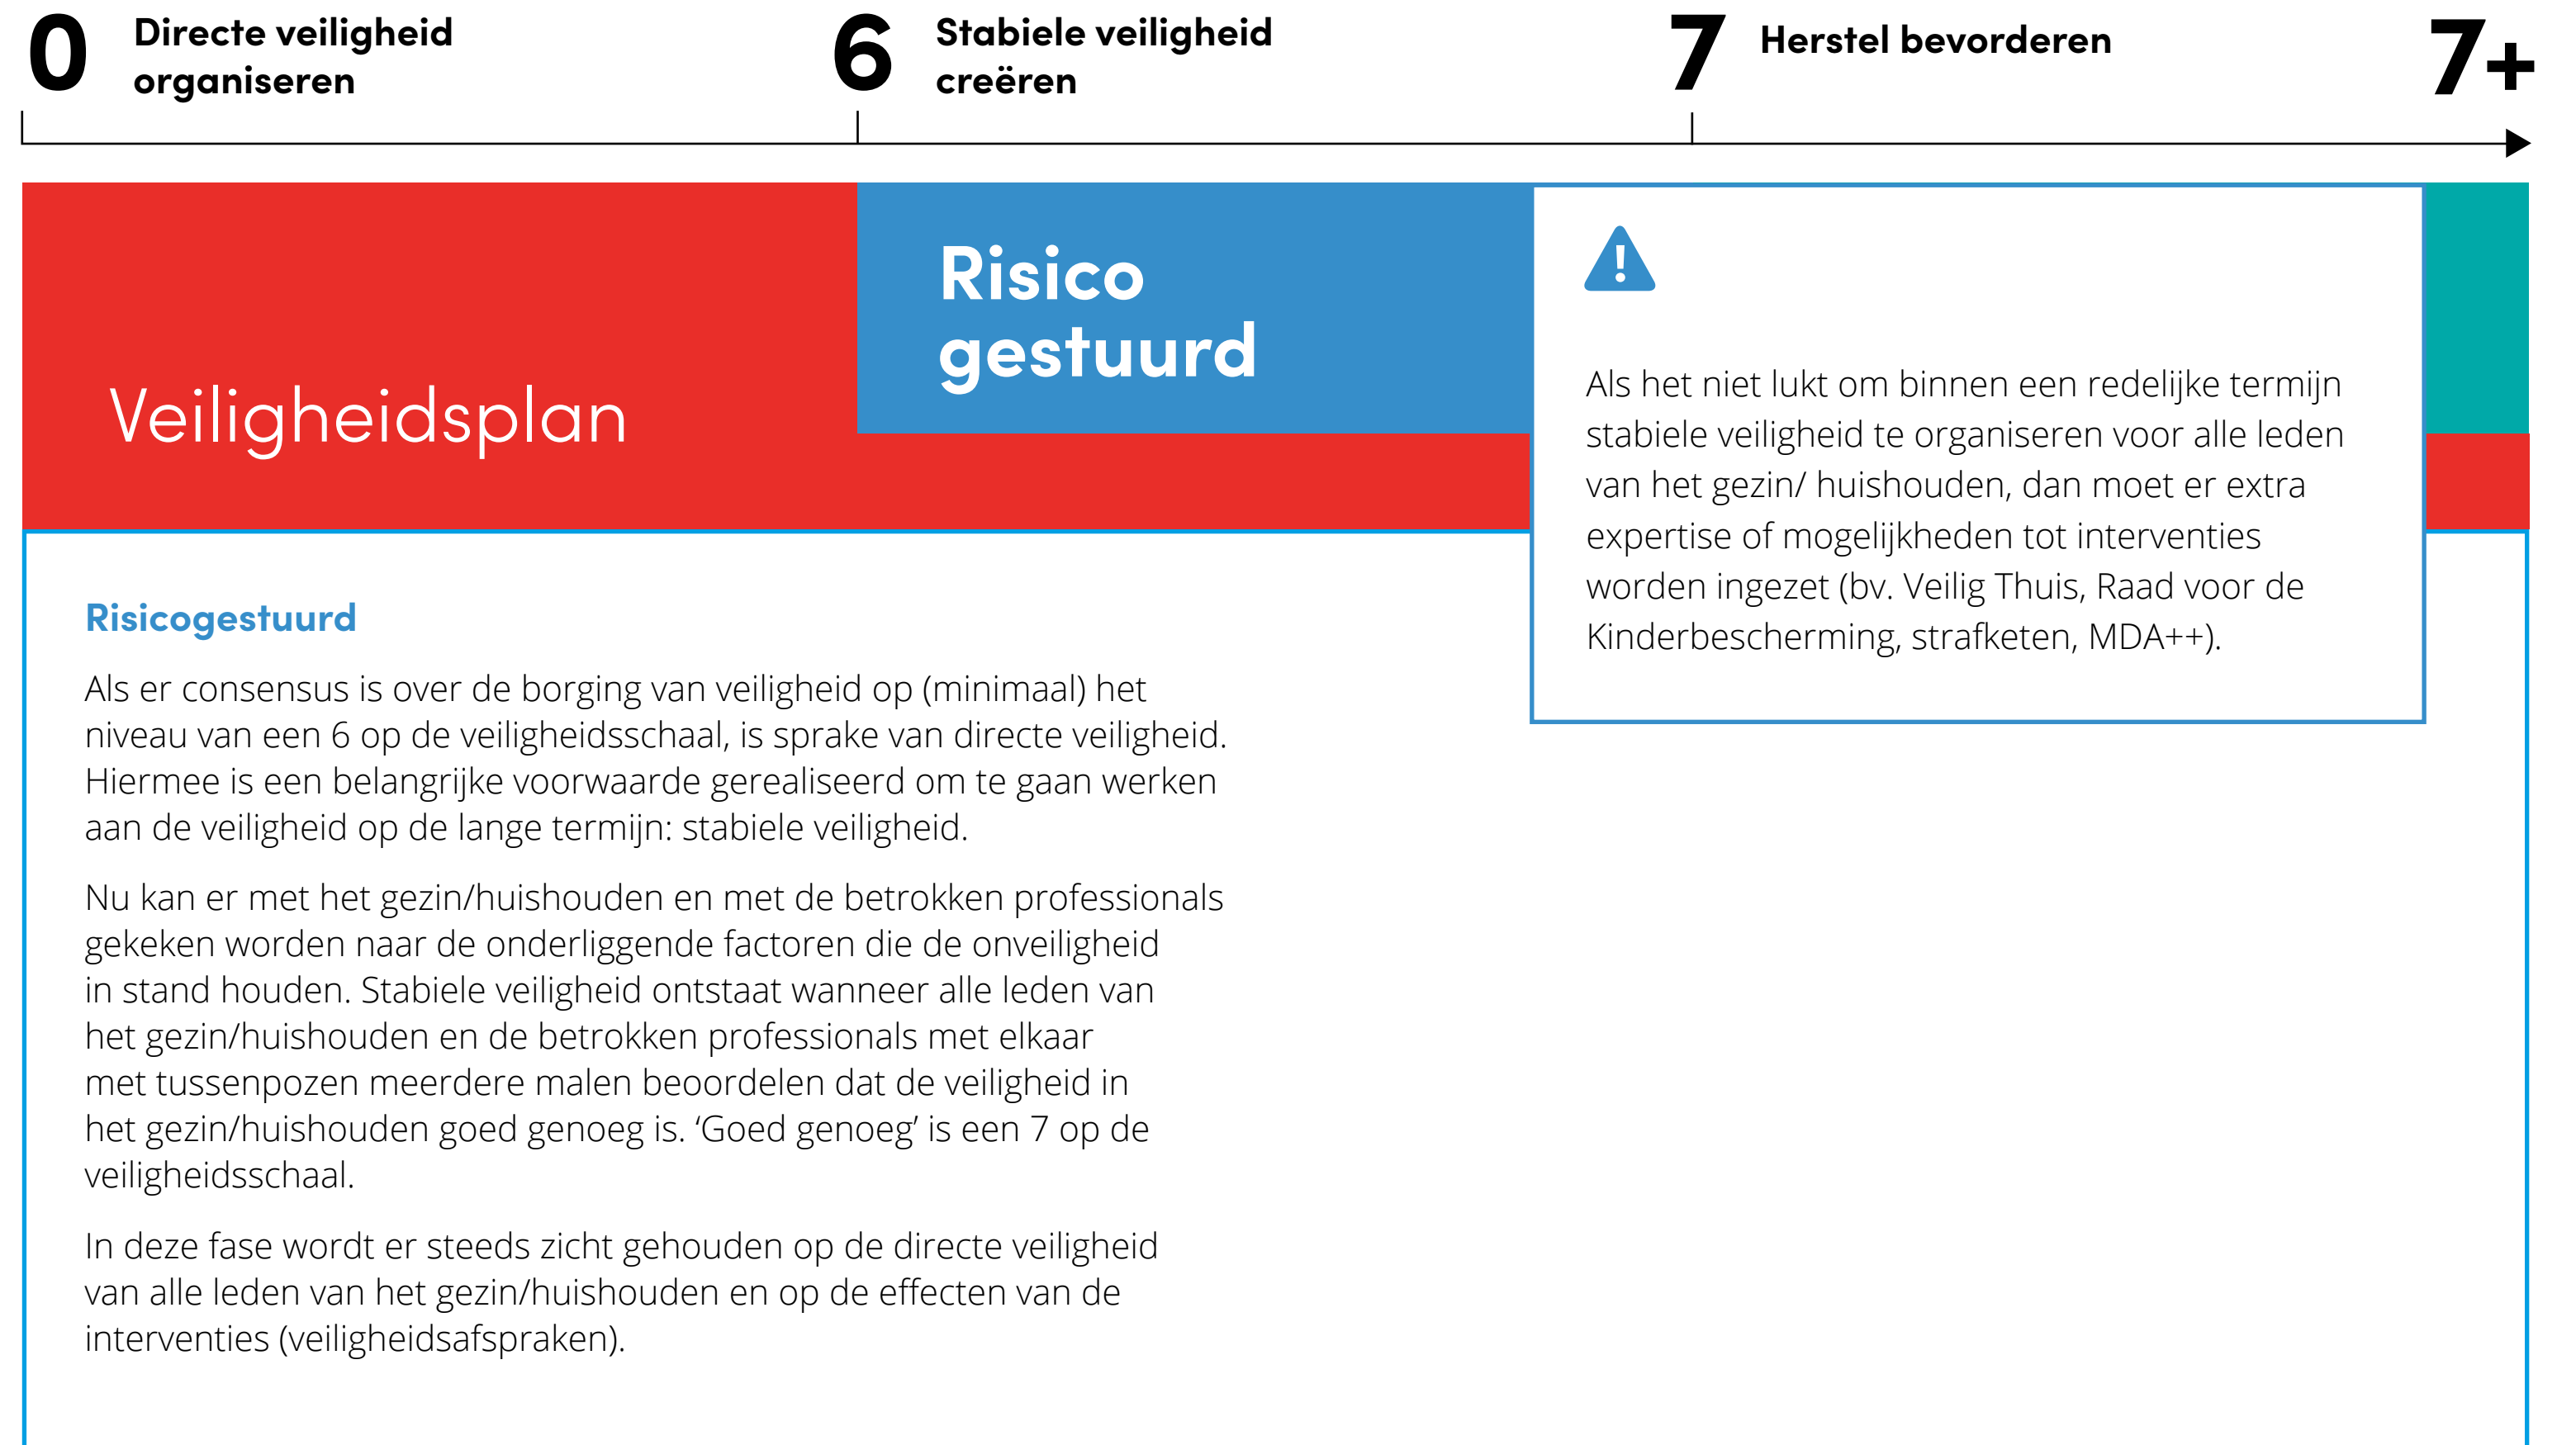 0 Directe veiligheid
organiseren
6 Stabiele veiligheid
creëren
7 Herstel bevorderen
7+
Veiligheidsplan
Risico
gestuurd
!
Als het niet lukt om binnen een redelijke termijn
stabiele veiligheid te organiseren voor alle leden
van het gezin/ huishouden, dan moet er extra
expertise of mogelijkheden tot interventies
worden ingezet (bv. Veilig Thuis, Raad voor de
Kinderbescherming, strafketen, MDA++).
Risicogestuurd
Als er consensus is over de borging van veiligheid op (minimaal) het
niveau van een 6 op de veiligheidsschaal, is sprake van directe veiligheid.
Hiermee is een belangrijke voorwaarde gerealiseerd om te gaan werken
aan de veiligheid op de lange termijn: stabiele veiligheid.
Nu kan er met het gezin/huishouden en met de betrokken professionals
gekeken worden naar de onderliggende factoren die de onveiligheid
in stand houden. Stabiele veiligheid ontstaat wanneer alle leden van
het gezin/huishouden en de betrokken professionals met elkaar
met tussenpozen meerdere malen beoordelen dat de veiligheid in
het gezin/huishouden goed genoeg is. ‘Goed genoeg’ is een 7 op de
veiligheidsschaal.
In deze fase wordt er steeds zicht gehouden op de directe veiligheid
van alle leden van het gezin/huishouden en op de effecten van de
interventies (veiligheidsafspraken).